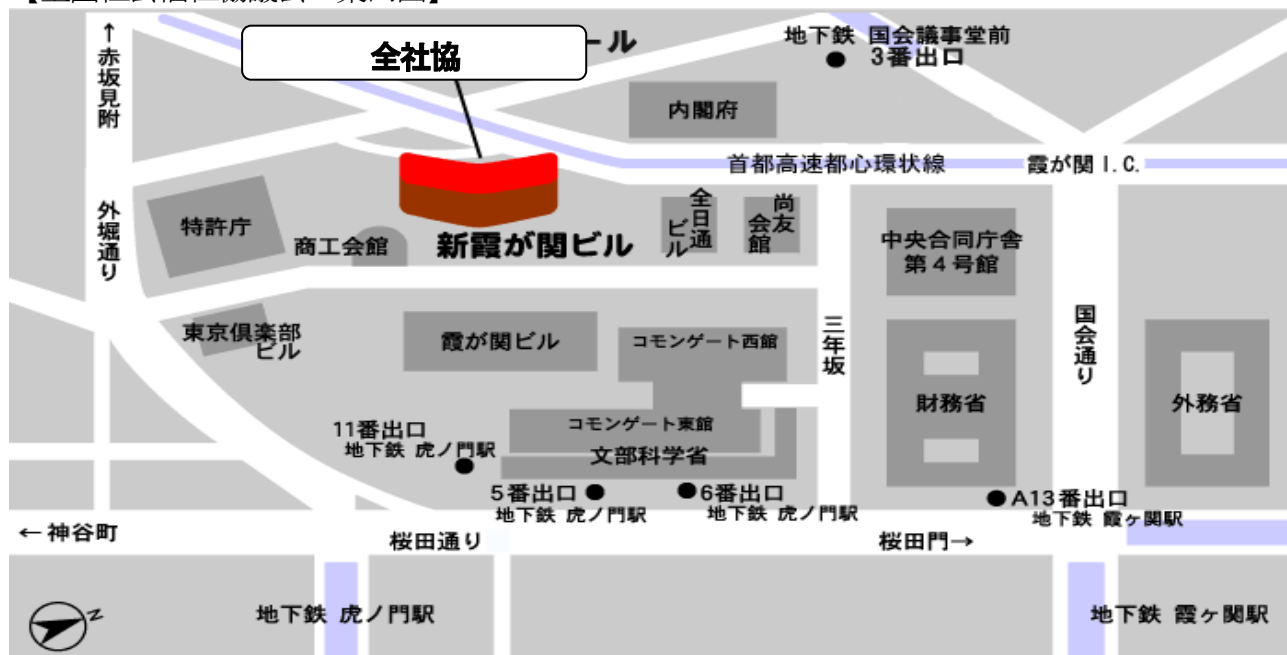 ↑赤坂見附
全社協
ール
地下鉄 国会議事堂前
3番出口
内閣府
首都高速都心環状線
霞が関 I.C.
外堀通り
特許庁
商工会館
新霞が関ビル
全日通
ビル
尚友
会館
中央合同庁舎
第4号館
東京倶楽部
ビル
霞が関ビル
コモンゲート西館
三年坂
国会通り
財務省
外務省
コモンゲート東館
文部科学省
11番出口
地下鉄 虎ノ門駅
5番出口
地下鉄 虎ノ門駅
6番出口
地下鉄 虎ノ門駅
A13番出口
地下鉄 霞ヶ関駅
←神谷町
桜田通り
桜田門→
地下鉄 虎ノ門駅
地下鉄 霞ヶ関駅
N